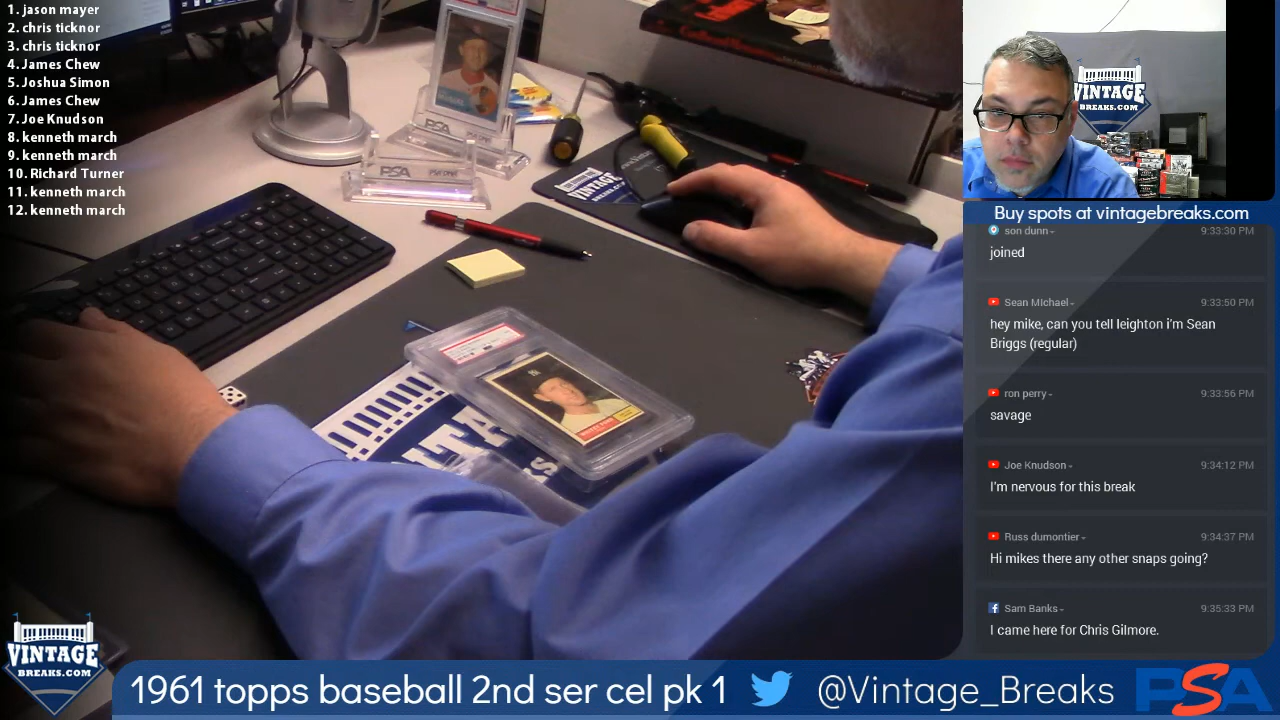 1. jason mayer
2. chris ticknor
3. chris ticknor
4. James Chew
5. Joshua Simon
6. James Chew
7. Joe Knudson
8. kenneth march
9. kenneth march
10. Richard Turner
11. kenneth march
12. kenneth march
PSA
PSA
VINTAGE
VINTAGE
BREAKS.COM
Buy spots at vintagebreaks.com
son dunn
9:33:30 PM
joined
Sean Michael
9:33:50 PM
hey mike, can you tell leighton i'm Sean
Briggs (regular)
ron perry
9:33:56 PM
savage
Joe Knudson
9:34:12 PM
I'm nervous for this break
Russ dumontier
9:34:37 PM
Hi mikes there any other snaps going?
Sam Banks
9:35:33 PM
I came here for Chris Gilmore.
VINTAGE
BREAKS.COM
1961 topps baseball 2nd ser cel pk 1
@Vintage_Breaks
PSA